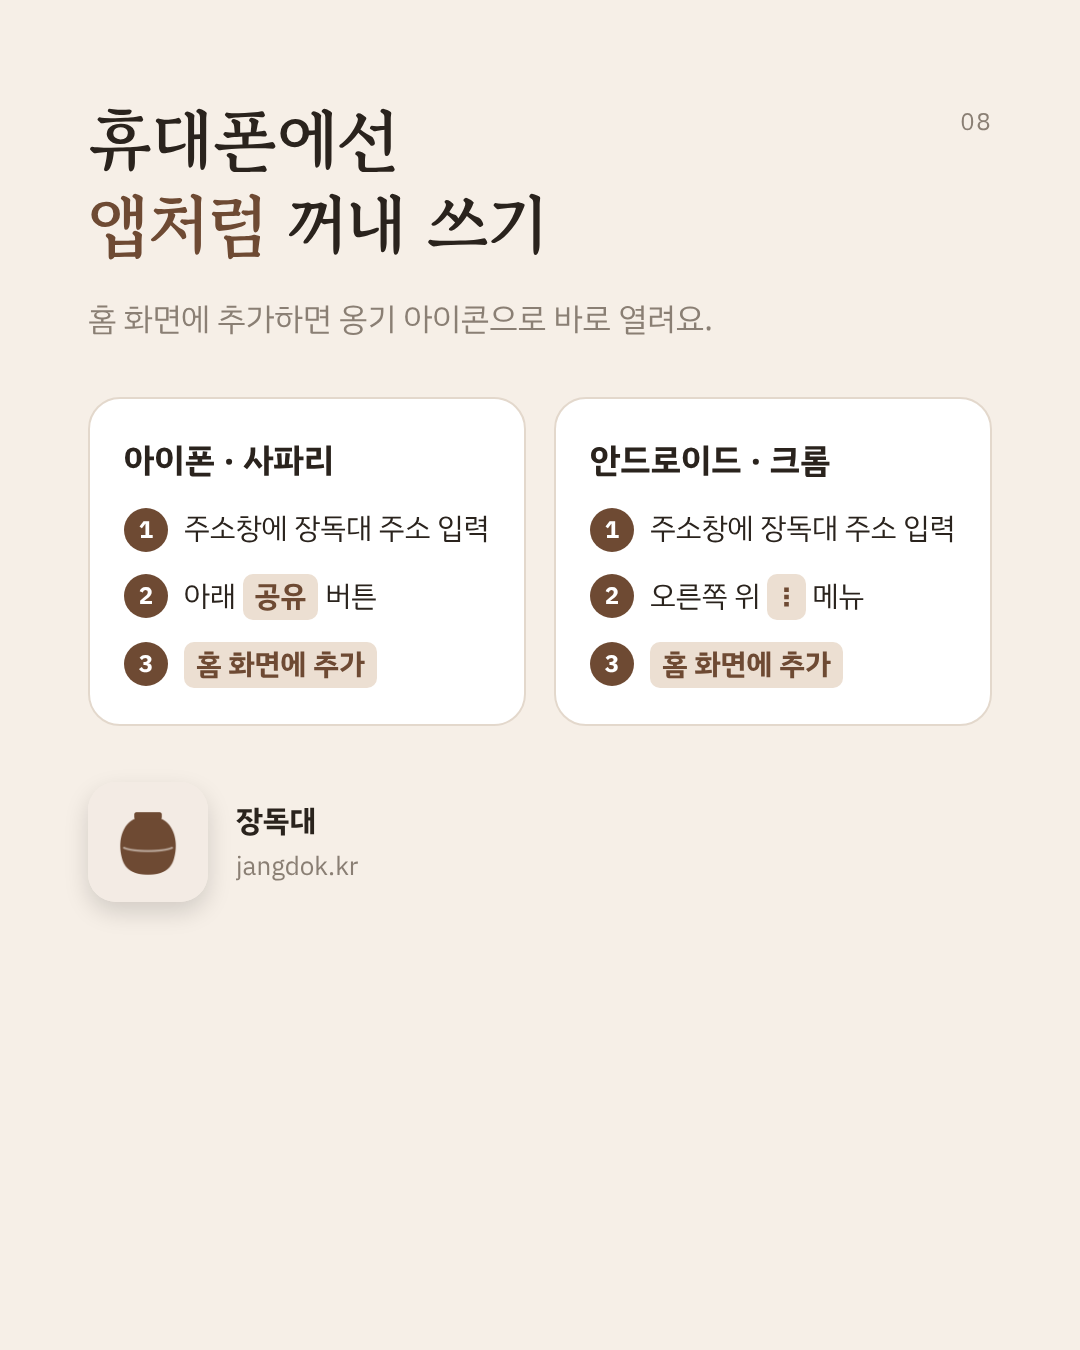 휴대폰에선
08
앱처럼 꺼내 쓰기
홈 화면에 추가하면 옹기 아이콘으로 바로 열려요.
아이폰 · 사파리
1 주소창에 장독대 주소 입력
2 아래 공유 버튼
3 홈 화면에 추가
안드로이드 · 크롬
1 주소창에 장독대 주소 입력
2 오른쪽 위 ⋮ 메뉴
3 홈 화면에 추가
장독대
jangdok.kr